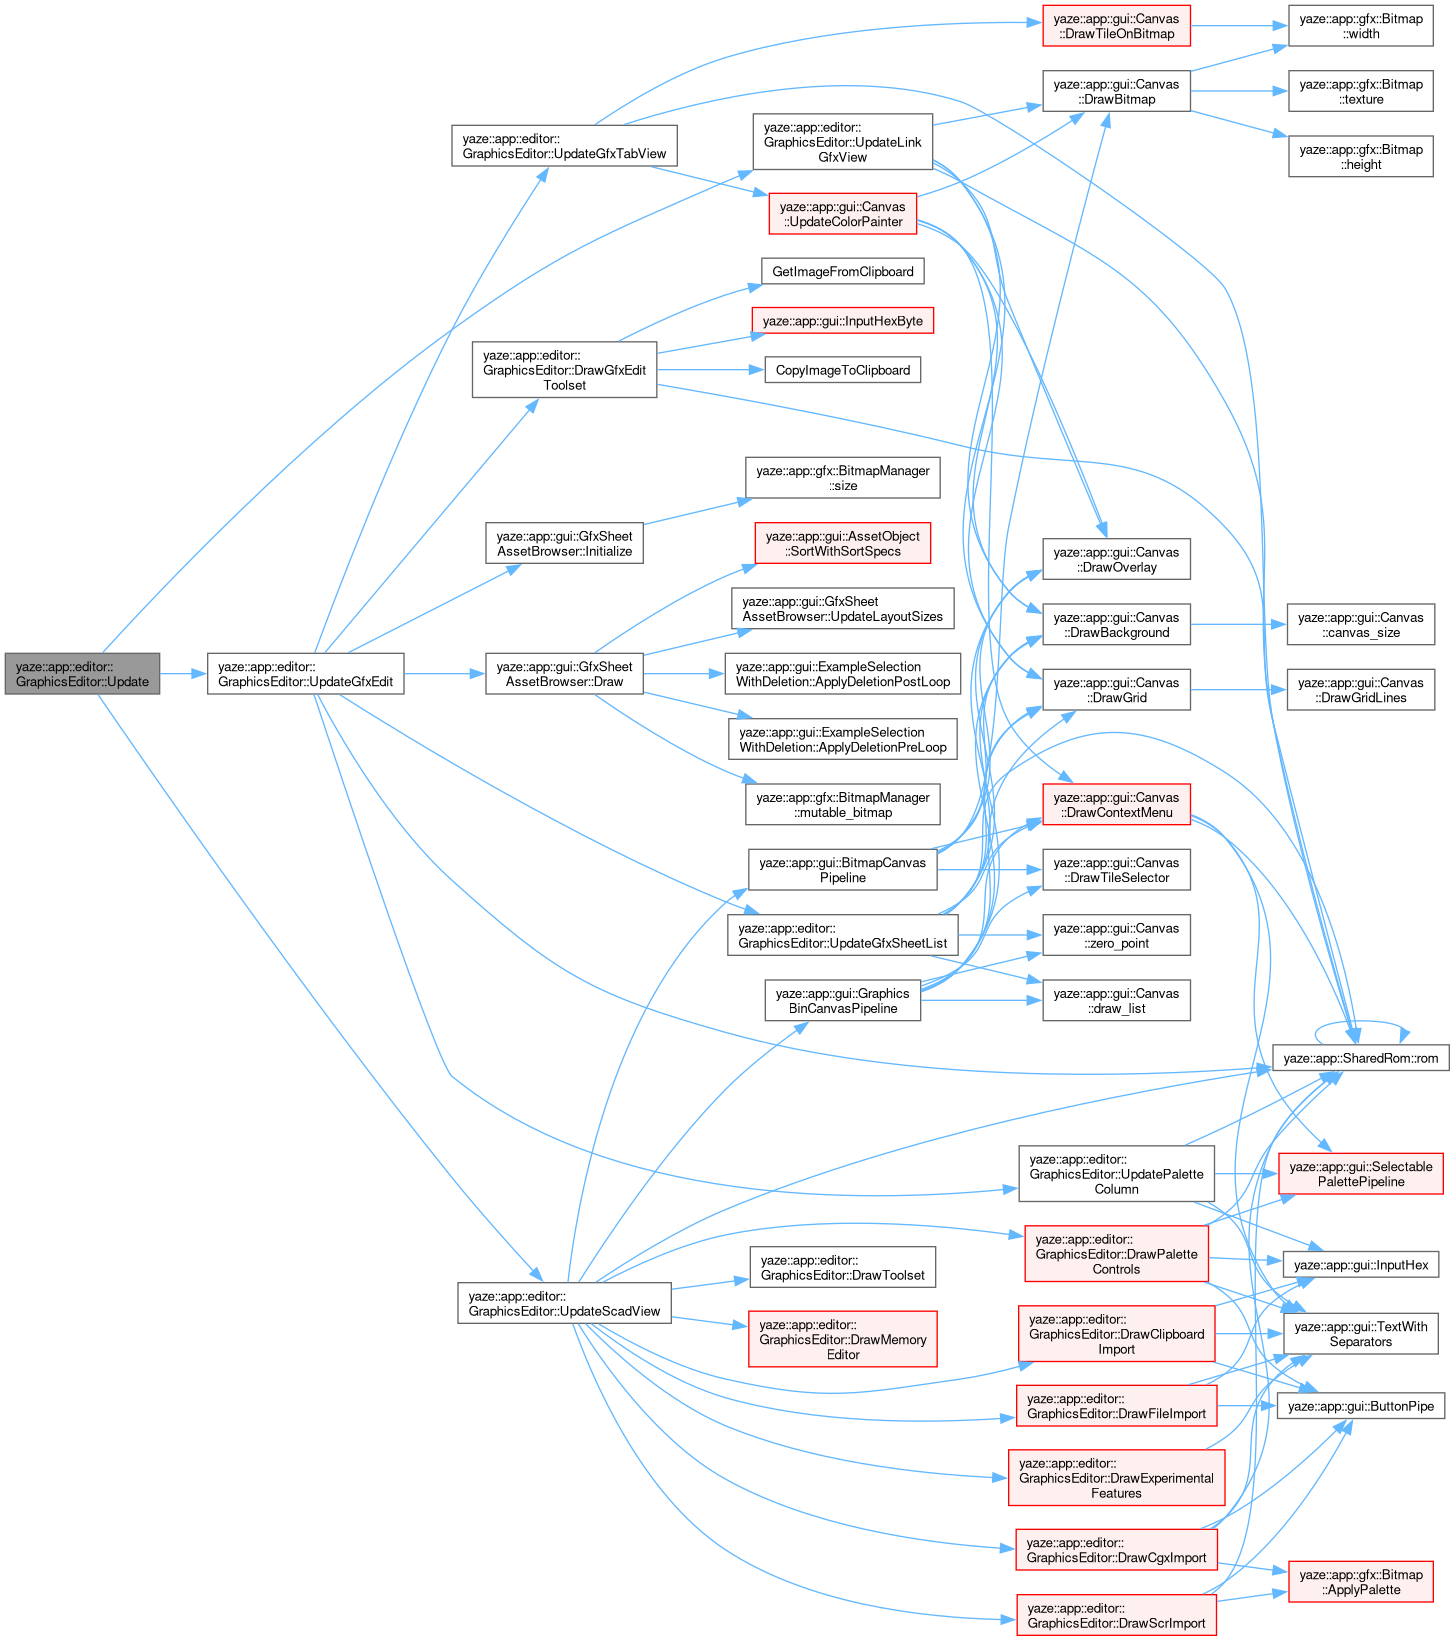 yaze::app::editor::
GraphicsEditor::Update
yaze::app::editor::
GraphicsEditor::UpdateGfxEdit
yaze::app::editor::
GraphicsEditor::UpdateGfxTabView
yaze::app::editor::
GraphicsEditor::DrawGfxEdit
Toolset
yaze::app::gui::GfxSheet
AssetBrowser::Initialize
yaze::app::gui::GfxSheet
AssetBrowser::Draw
yaze::app::editor::
GraphicsEditor::UpdateScadView
yaze::app::editor::
GraphicsEditor::UpdateLink
GfxView
yaze::app::gui::Canvas
::UpdateColorPainter
GetImageFromClipboard
yaze::app::gui::InputHexByte
CopyImageToClipboard
yaze::app::gfx::BitmapManager
::size
yaze::app::gui::AssetObject
::SortWithSortSpecs
yaze::app::gui::GfxSheet
AssetBrowser::UpdateLayoutSizes
yaze::app::gui::ExampleSelection
WithDeletion::ApplyDeletionPostLoop
yaze::app::gui::ExampleSelection
WithDeletion::ApplyDeletionPreLoop
yaze::app::gfx::BitmapManager
::mutable_bitmap
yaze::app::gui::BitmapCanvas
Pipeline
yaze::app::editor::
GraphicsEditor::UpdateGfxSheetList
yaze::app::gui::Graphics
BinCanvasPipeline
yaze::app::editor::
GraphicsEditor::DrawToolset
yaze::app::editor::
GraphicsEditor::DrawMemory
Editor
yaze::app::gui::Canvas
::DrawTileOnBitmap
yaze::app::gui::Canvas
::DrawBitmap
yaze::app::gui::Canvas
::DrawOverlay
yaze::app::gui::Canvas
::DrawBackground
yaze::app::gui::Canvas
::DrawGrid
yaze::app::gui::Canvas
::DrawContextMenu
yaze::app::gui::Canvas
::DrawTileSelector
yaze::app::gui::Canvas
::zero_point
yaze::app::gui::Canvas
::draw_list
yaze::app::editor::
GraphicsEditor::UpdatePalette
Column
yaze::app::editor::
GraphicsEditor::DrawPalette
Controls
yaze::app::editor::
GraphicsEditor::DrawClipboard
Import
yaze::app::editor::
GraphicsEditor::DrawFileImport
yaze::app::editor::
GraphicsEditor::DrawExperimental
Features
yaze::app::editor::
GraphicsEditor::DrawCgxImport
yaze::app::editor::
GraphicsEditor::DrawScrImport
yaze::app::gfx::Bitmap
::width
yaze::app::gfx::Bitmap
::texture
yaze::app::gfx::Bitmap
::height
yaze::app::gui::Canvas
::canvas_size
yaze::app::gui::Canvas
::DrawGridLines
yaze::app::SharedRom::rom
yaze::app::gui::Selectable
PalettePipeline
yaze::app::gui::InputHex
yaze::app::gui::TextWith
Separators
yaze::app::gui::ButtonPipe
yaze::app::gfx::Bitmap
::ApplyPalette